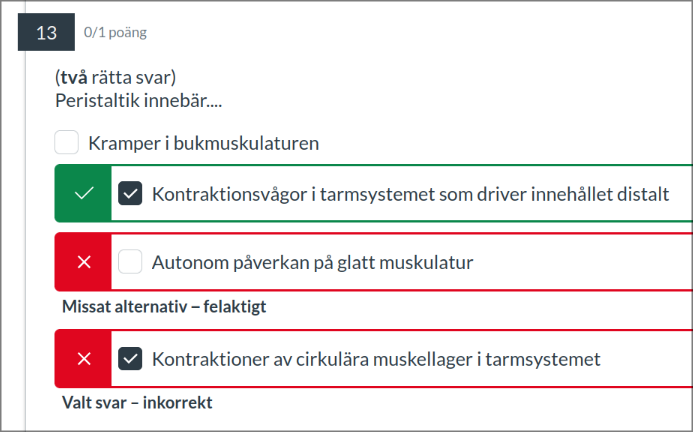 13 0/1 poäng
(två rätta svar)
Peristaltik innebär....
Kramper i bukmuskulaturen
Kontraktionsvågor i tarmsystemet som driver innehållet distalt
Autonom påverkan på glatt muskulatur
Missat alternativ – felaktigt
Kontraktioner av cirkulära muskellager i tarmsystemet
Valt svar – inkorrekt